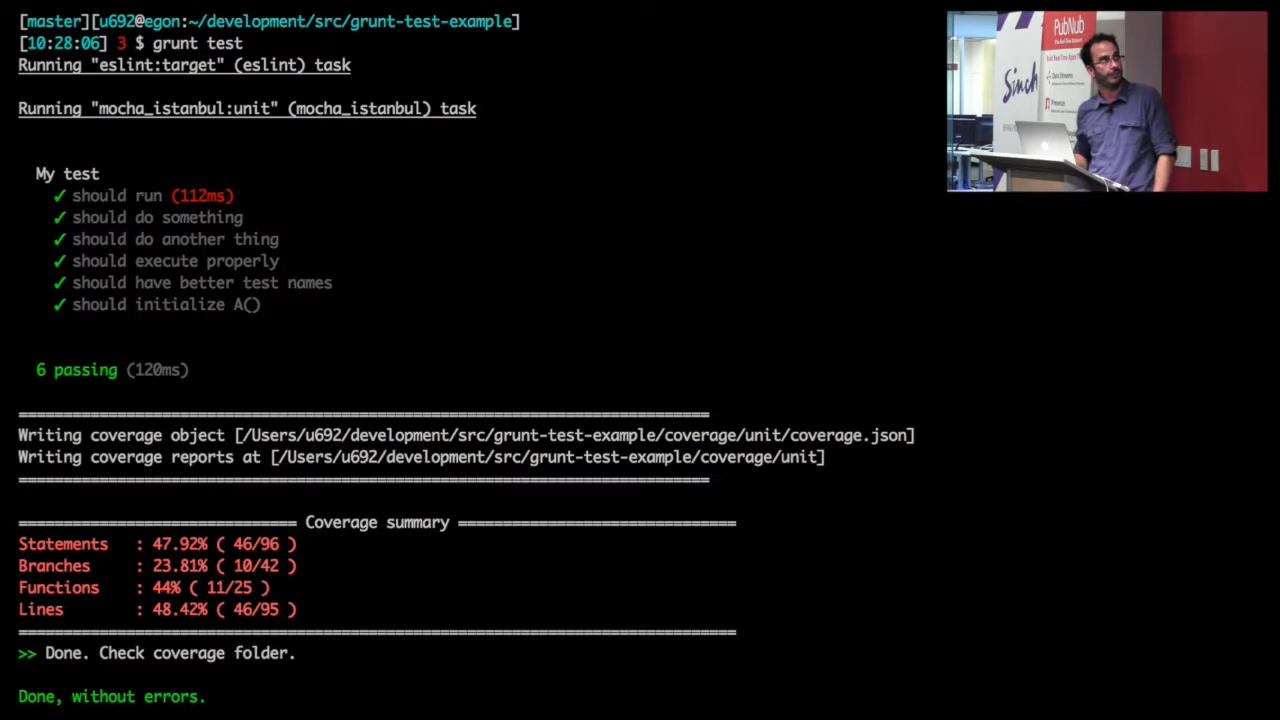 [master][u692@egon:~/development/src/grunt-test-example]
[10:28:06] 3 $ grunt test
Running "eslint:target" (eslint) task
Running "mocha_istanbul:unit" (mocha_istanbul) task
My test
✓ should run (112ms)
✓ should do something
✓ should do another thing
✓ should execute properly
✓ should have better test names
✓ should initialize A()
6 passing (120ms)
================================================================================
Writing coverage object [/Users/u692/development/src/grunt-test-example/coverage/unit/coverage.json]
Writing coverage reports at [/Users/u692/development/src/grunt-test-example/coverage/unit]
================================================================================
=============================== Coverage summary ===============================
Statements : 47.92% ( 46/96 )
Branches : 23.81% ( 10/42 )
Functions : 44% ( 11/25 )
Lines : 48.42% ( 46/95 )
================================================================================
>> Done. Check coverage folder.
Done, without errors.
PubNub
Sinch
Data Streams
Presence